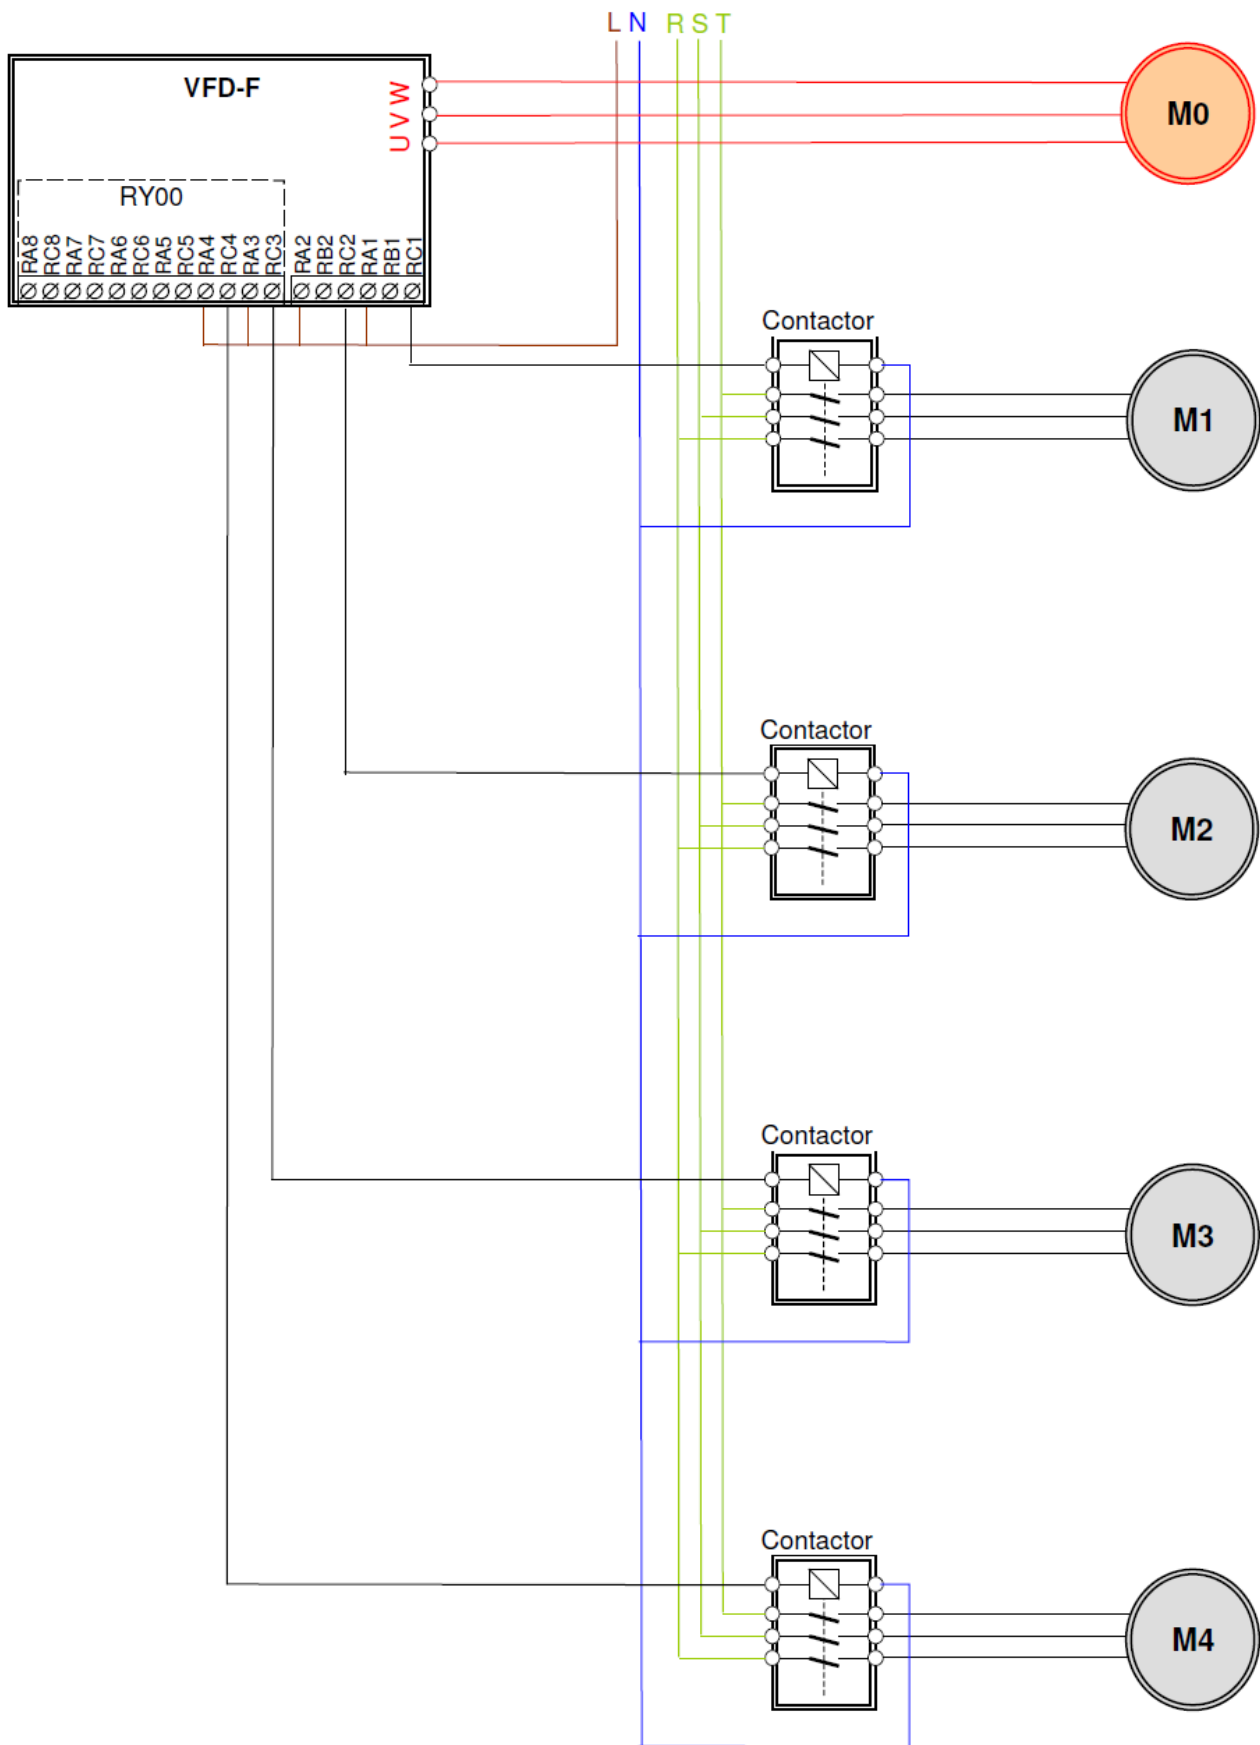 L N R S T
VFD-F
U V W
M0
RY00
RA8 RC8 RA7 RC7 RA6 RC6 RA5 RC5 RA4 RC4 RA3 RC3 RA2 RB2 RC2 RA1 RB1 RC1
Contactor
M1
Contactor
M2
Contactor
M3
Contactor
M4